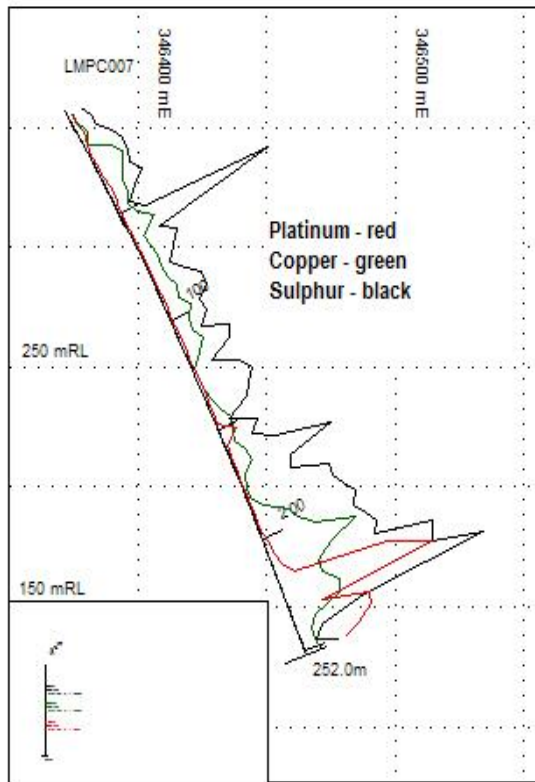 LMPC007
346400 mE
346500 mE
Platinum - red
Copper - green
Sulphur - black
100
250 mRL
200
150 mRL
252.0m